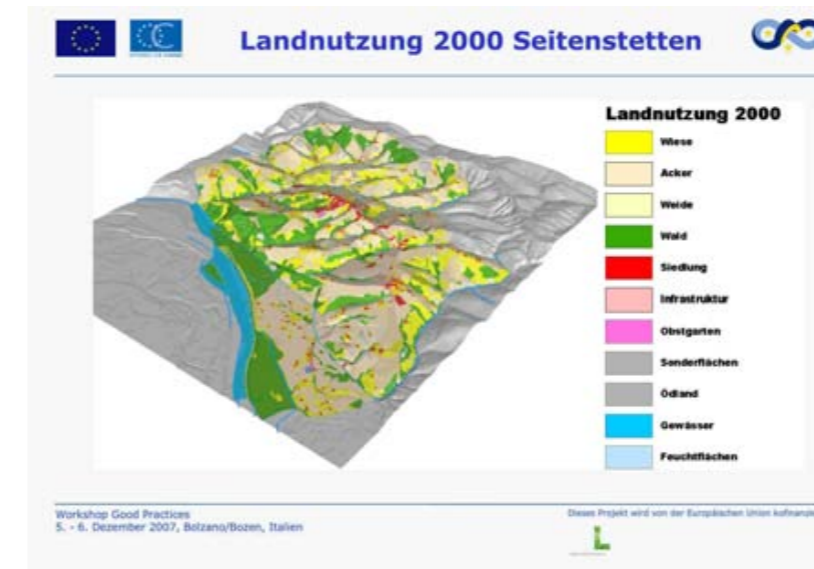 Landnutzung 2000 Seitenstetten
Landnutzung 2000
Wiese
Acker
Weide
Wald
Siedlung
Infrastruktur
Obstgarten
Sonderflächen
Ödland
Gewässer
Feuchtflächen
Workshop Good Practices
5. - 6. Dezember 2007, Bolzano/Bozen, Italien
Dieses Projekt wird von der Europäischen Union kofinanzie